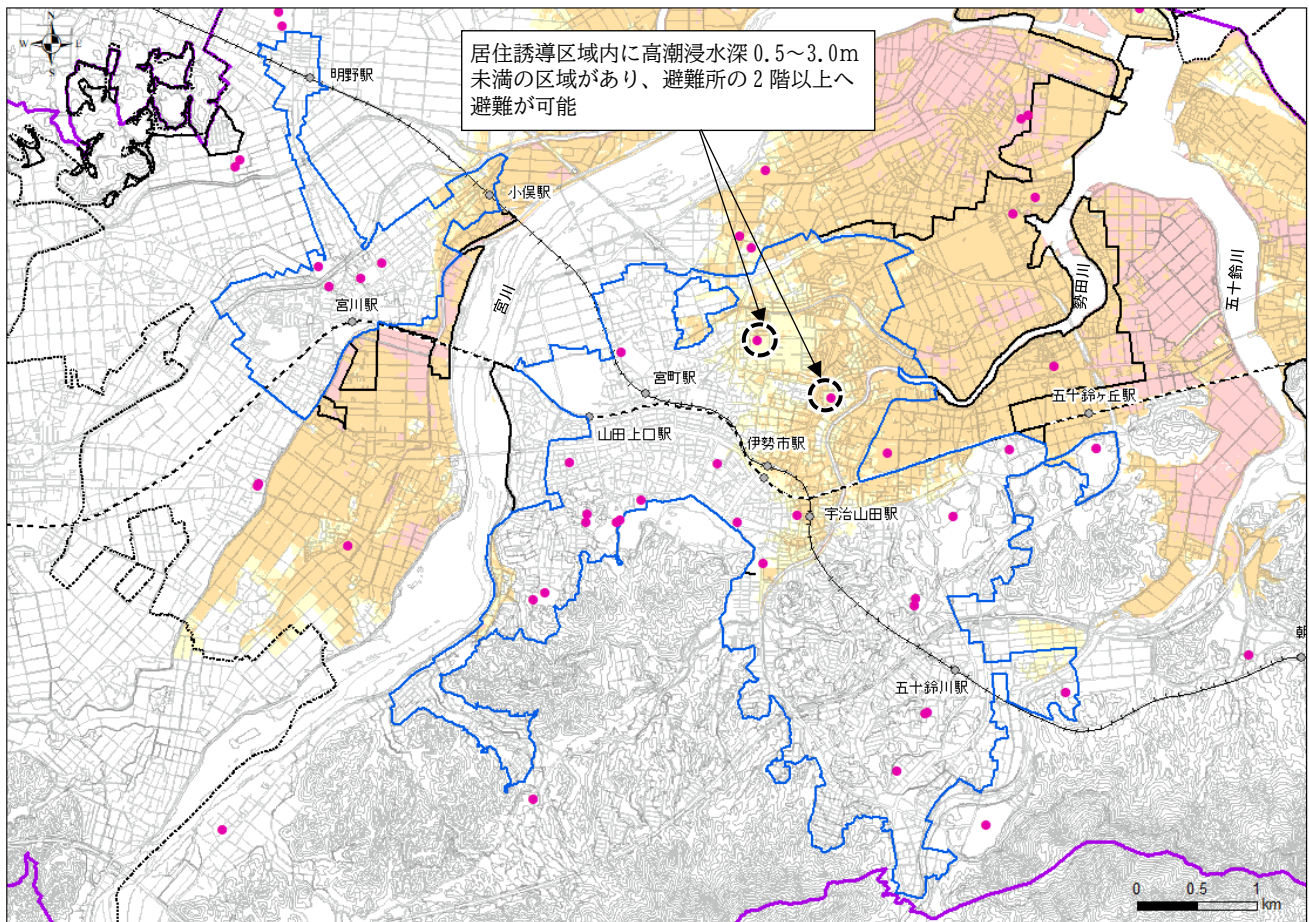 N
W
E
S
明野駅
居住誘導区域内に高潮浸水深 0.5～3.0m
未満の区域があり、避難所の2階以上へ
避難が可能
小俣駅
宮川駅
宮川
勢田川
五十鈴川
宮町駅
五十鈴ヶ丘駅
山田上口駅
伊勢市駅
宇治山田駅
朝
五十鈴川駅
0 0.5 1
km